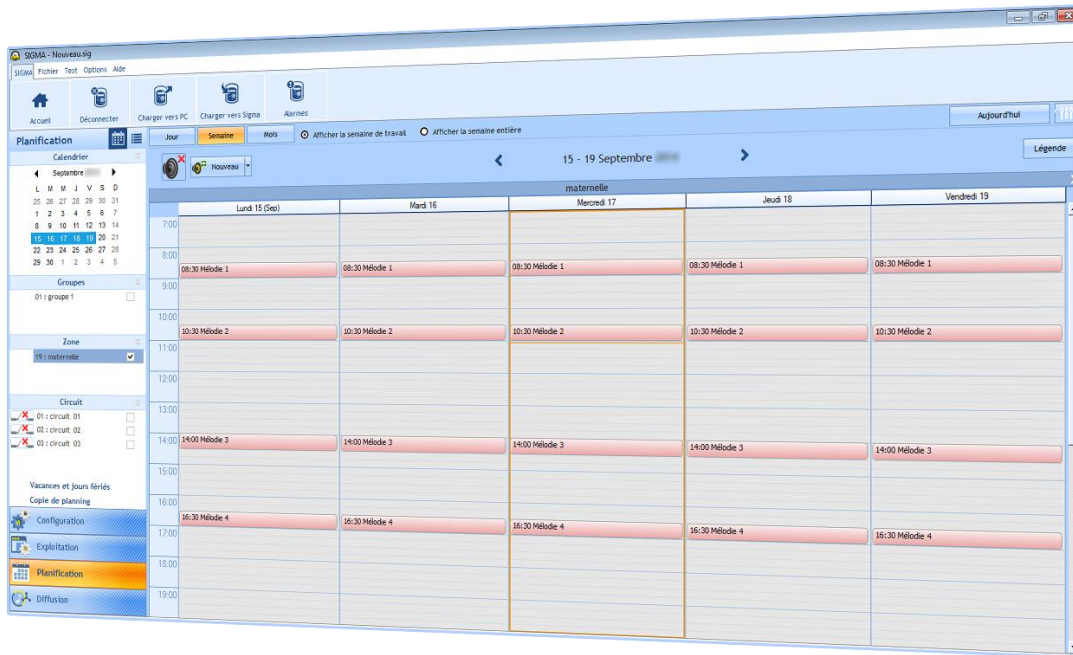 SIGMA - Nouveau.sig
SIGMA Fichier Test Options Aide
Accueil
Déconnecter
Charger vers PC
Charger vers Sigma
Alarmes
Planification
Jour
Semaine
Mois
Afficher la semaine de travail
Afficher la semaine entière
Aujourd'hui
Légende
Nouveau
15 - 19 Septembre
Calendrier
Septembre
L M M J V S D
25 26 27 28 29 30 31
1 2 3 4 5 6 7
8 9 10 11 12 13 14
15 16 17 18 19 20 21
22 23 24 25 26 27 28
29 30 1 2 3 4 5
Groupes
01 : groupe 1
Zone
19 : maternelle
Circuit
01 : circuit 01
02 : circuit 02
03 : circuit 03
Vacances et jours fériés
Copie de planning
Configuration
Exploitation
Planification
Diffusion
maternelle
Lundi 15 (Sep)
Mardi 16
Mercredi 17
Jeudi 18
Vendredi 19
7:00
8:00
08:30 Mélodie 1
08:30 Mélodie 1
08:30 Mélodie 1
08:30 Mélodie 1
08:30 Mélodie 1
9:00
10:00
10:30 Mélodie 2
10:30 Mélodie 2
10:30 Mélodie 2
10:30 Mélodie 2
10:30 Mélodie 2
11:00
12:00
13:00
14:00
14:00 Mélodie 3
14:00 Mélodie 3
14:00 Mélodie 3
14:00 Mélodie 3
14:00 Mélodie 3
15:00
16:00
16:30 Mélodie 4
16:30 Mélodie 4
16:30 Mélodie 4
16:30 Mélodie 4
16:30 Mélodie 4
17:00
18:00
19:00